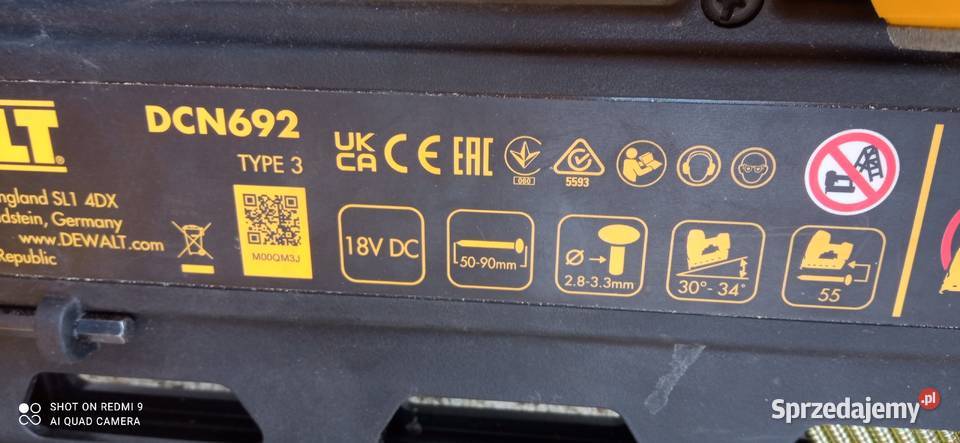 LT®
ngland SL1 4DX
dstein, Germany
www.DEWALT.com
Republic
DCN692
TYPE 3
M00QM3J
UK
CA CE EAC
000
5593
18V DC
50-90mm
Ø
2.8-3.3mm
30°- 34°
55
SHOT ON REDMI 9
AI QUAD CAMERA
Sprzedajemy.pl